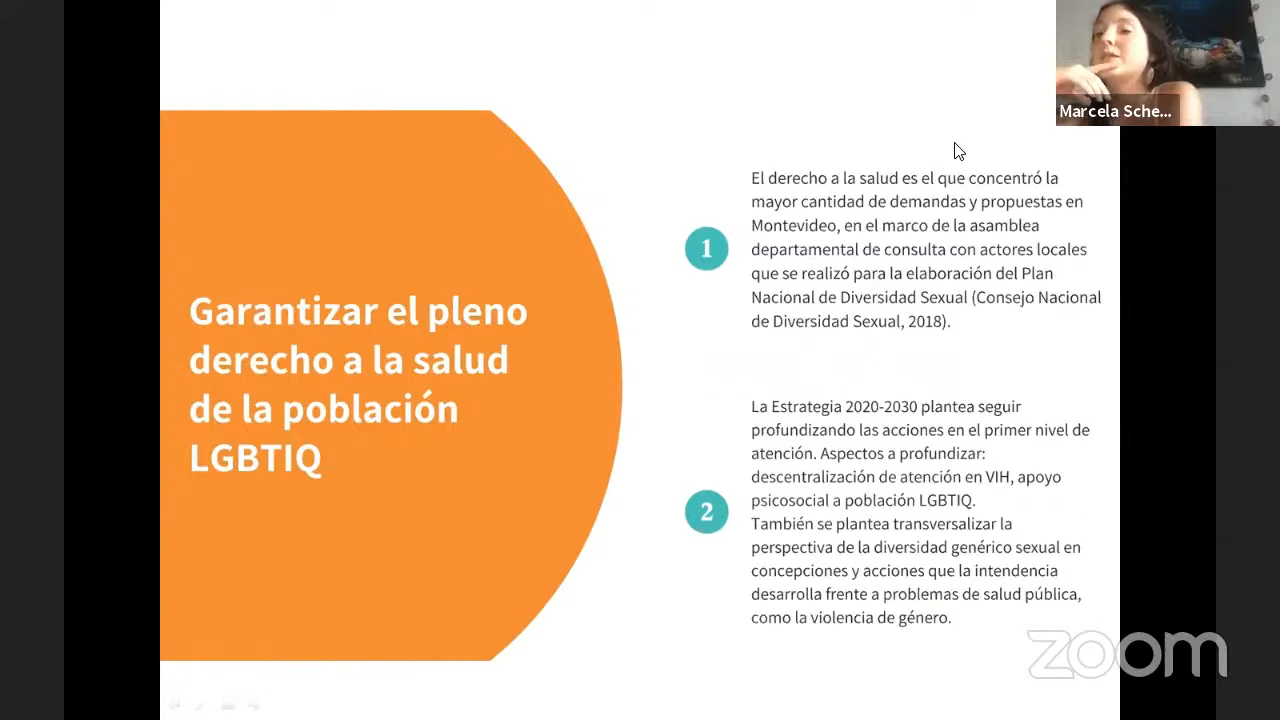 Marcela Sche...
Garantizar el pleno
derecho a la salud
de la población
LGBTIQ
1
El derecho a la salud es el que concentró la
mayor cantidad de demandas y propuestas en
Montevideo, en el marco de la asamblea
departamental de consulta con actores locales
que se realizó para la elaboración del Plan
Nacional de Diversidad Sexual (Consejo Nacional
de Diversidad Sexual, 2018).
2
La Estrategia 2020-2030 plantea seguir
profundizando las acciones en el primer nivel de
atención. Aspectos a profundizar:
descentralización de atención en VIH, apoyo
psicosocial a población LGBTIQ.
También se plantea transversalizar la
perspectiva de la diversidad genérico sexual en
concepciones y acciones que la intendencia
desarrolla frente a problemas de salud pública,
como la violencia de género.
zoom